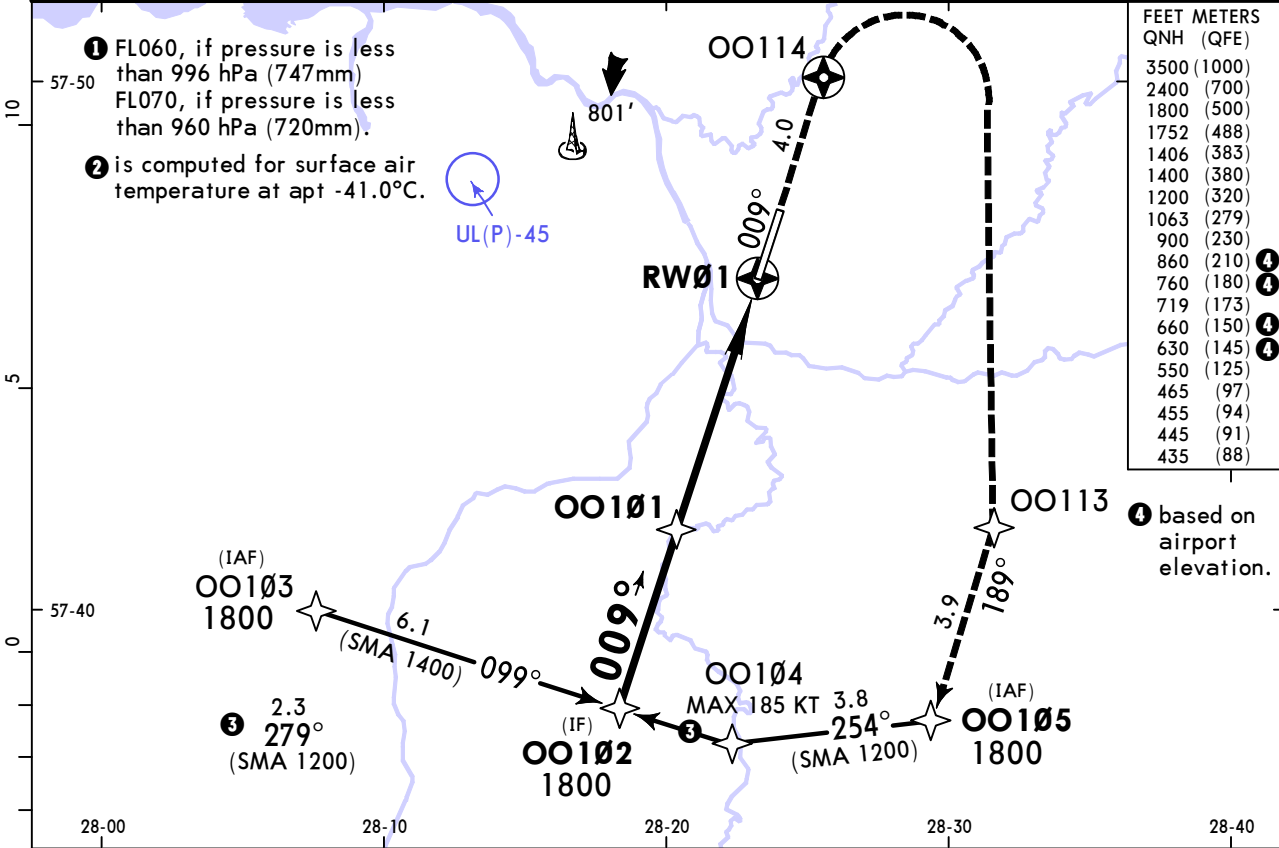 ❶ FL060, if pressure is less
than 996 hPa (747mm)
FL070, if pressure is less
than 960 hPa (720mm).
❷ is computed for surface air
temperature at apt -41.0°C.
UL(P)-45
801'
OO114
4.0
009°
RWØ1
OO1Ø1
009°
(IAF)
OO1Ø3
1800
6.1
(SMA 1400)
099°
❸
2.3
279°
(SMA 1200)
(IF)
OO1Ø2
1800
OO1Ø4
MAX 185 KT
❸
3.8
254°
(SMA 1200)
(IAF)
OO1Ø5
1800
3.9
189°
OO113
FEET METERS
QNH (QFE)
3500 (1000)
2400 (700)
1800 (500)
1752 (488)
1406 (383)
1400 (380)
1200 (320)
1063 (279)
900 (230)
860 (210) ❹
760 (180) ❹
719 (173)
660 (150) ❹
630 (145) ❹
550 (125)
465 (97)
455 (94)
445 (91)
435 (88)
❹ based on
airport
elevation.
10
5
0
57-50
57-40
28-00
28-10
28-20
28-30
28-40